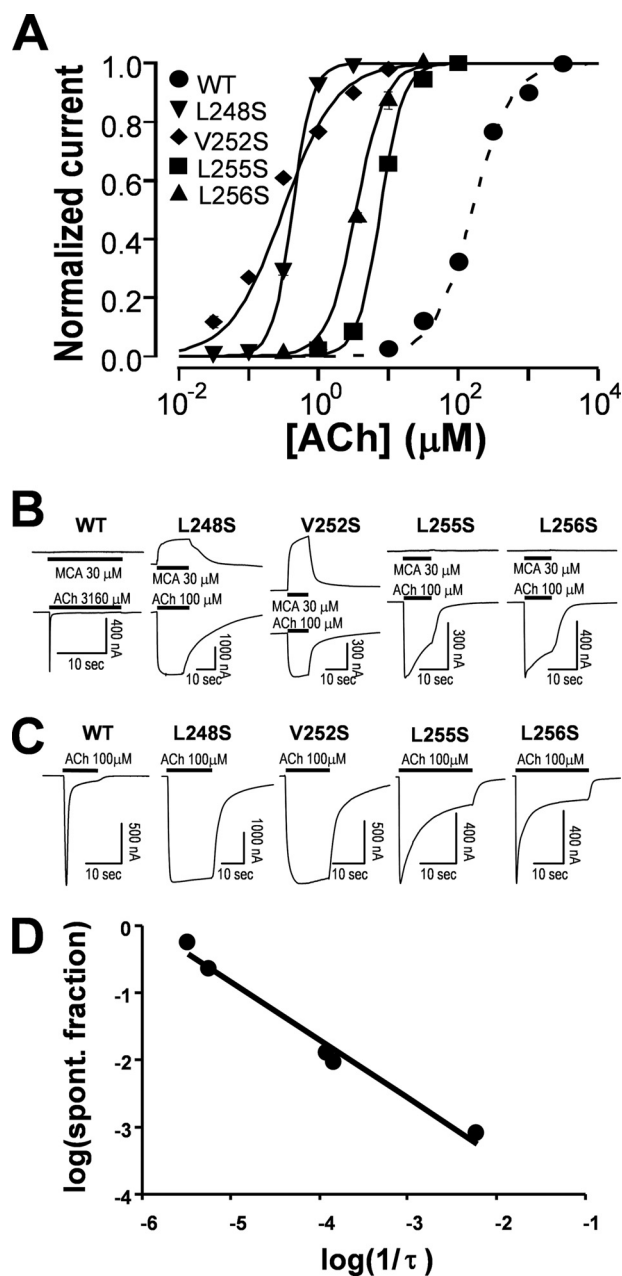 A
Normalized current
1.0
0.8
0.6
0.4
0.2
0.0
WT
L248S
V252S
L255S
L256S
10-2
100
102
104
[ACh] (μM)
B
WT
L248S
V252S
L255S
L256S
MCA 30 μM
MCA 30 μM
MCA 30 μM
MCA 30 μM
MCA 30 μM
ACh 3160 μM
ACh 100 μM
ACh 100 μM
ACh 100 μM
ACh 100 μM
400 nA
1000 nA
300 nA
300 nA
400 nA
10 sec
10 sec
10 sec
10 sec
10 sec
C
WT
L248S
V252S
L255S
L256S
ACh 100μM
ACh 100μM
ACh 100μM
ACh 100μM
ACh 100μM
500 nA
1000 nA
500 nA
400 nA
400 nA
10 sec
10 sec
10 sec
10 sec
10 sec
D
log(spont. fraction)
0
-1
-2
-3
-4
-6
-5
-4
-3
-2
-1
log(1/τ)